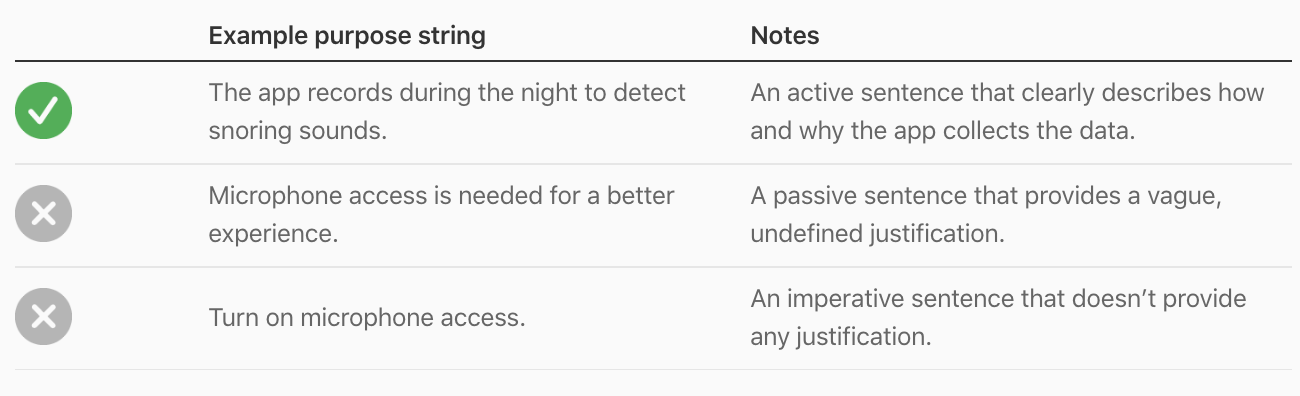 Example purpose string Notes
The app records during the night to detect An active sentence that clearly describes how
snoring sounds. and why the app collects the data.
Microphone access is needed for a better A passive sentence that provides a vague,
experience. undefined justification.
Turn on microphone access. An imperative sentence that doesn’t provide
any justification.